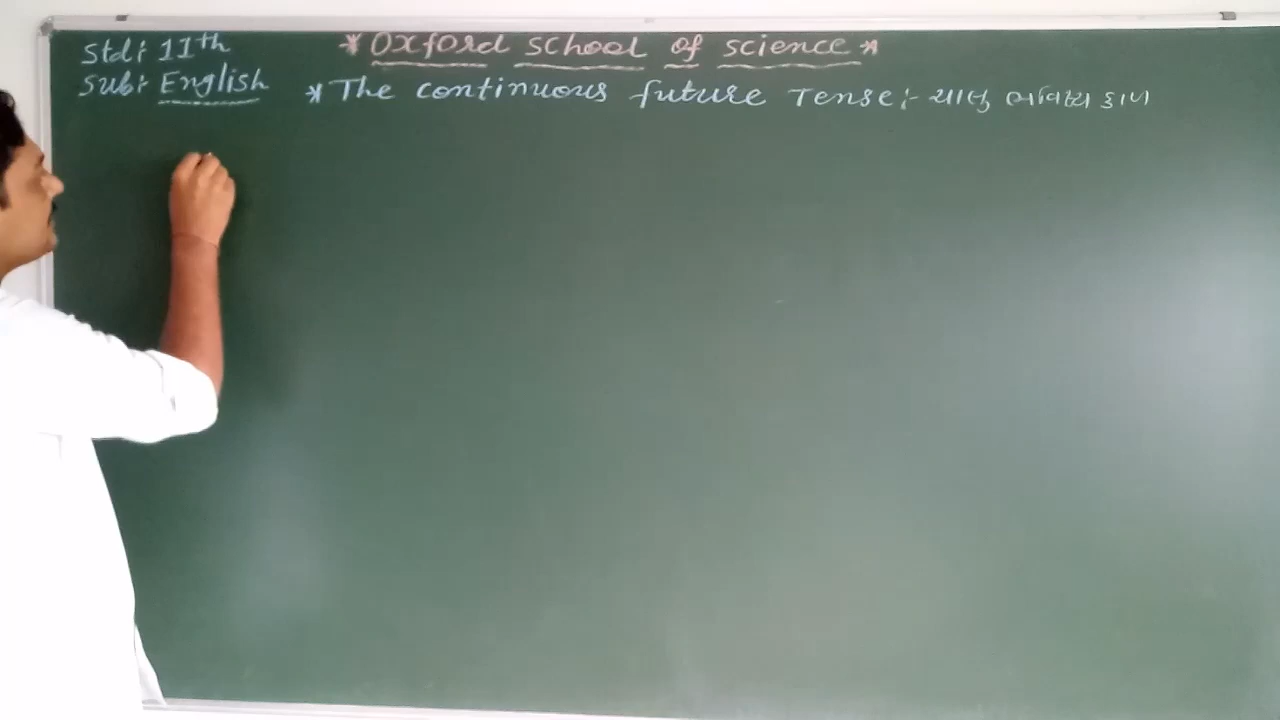 Std: 11th
* Oxford school of science *
Sub: English
* The continuous future Tense:- ચાલુ ભવિષ્ય કાળ